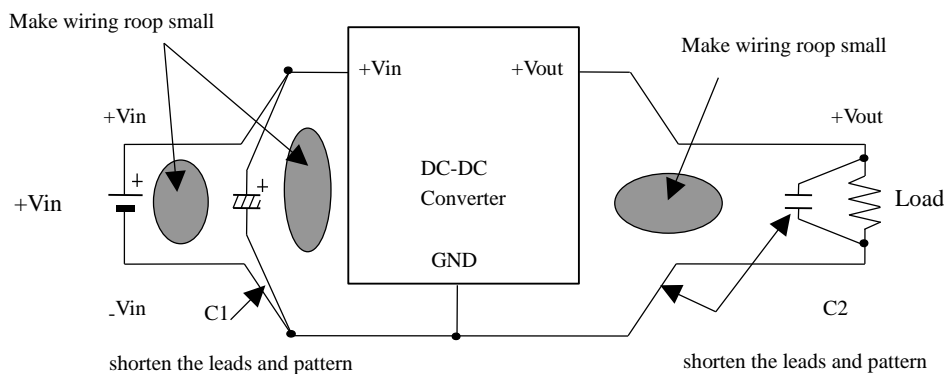 Make wiring roop small
+Vin
+Vout
Make wiring roop small
+Vin
+Vout
+
+
DC-DC
Converter
+Vin
Load
GND
-Vin
C1
C2
shorten the leads and pattern
shorten the leads and pattern